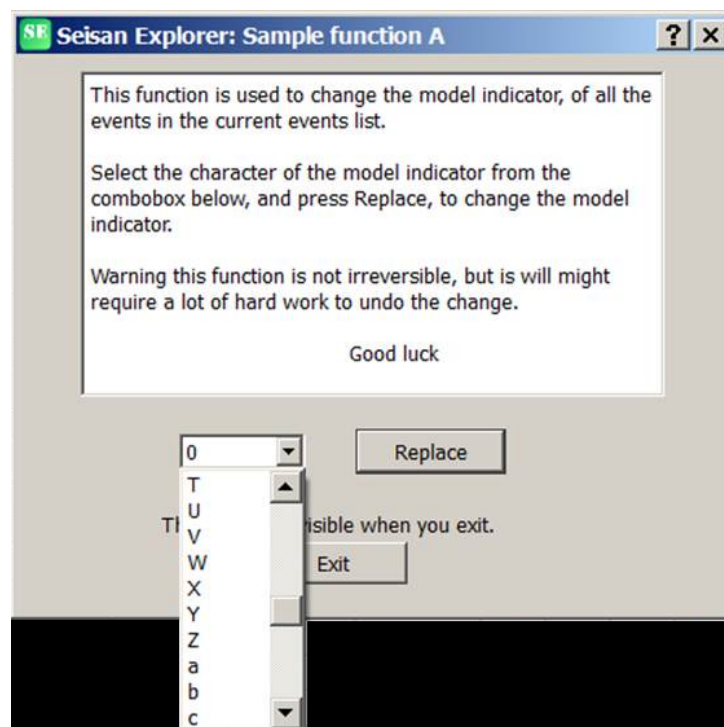 SE Seisan Explorer: Sample function A ? ×
This function is used to change the model indicator, of all the
events in the current events list.
Select the character of the model indicator from the
combobox below, and press Replace, to change the model
indicator.
Warning this function is not irreversible, but is will might
require a lot of hard work to undo the change.
Good luck
0
Replace
T
U
visible when you exit.
V
W
Exit
X
Y
Z
a
b
c